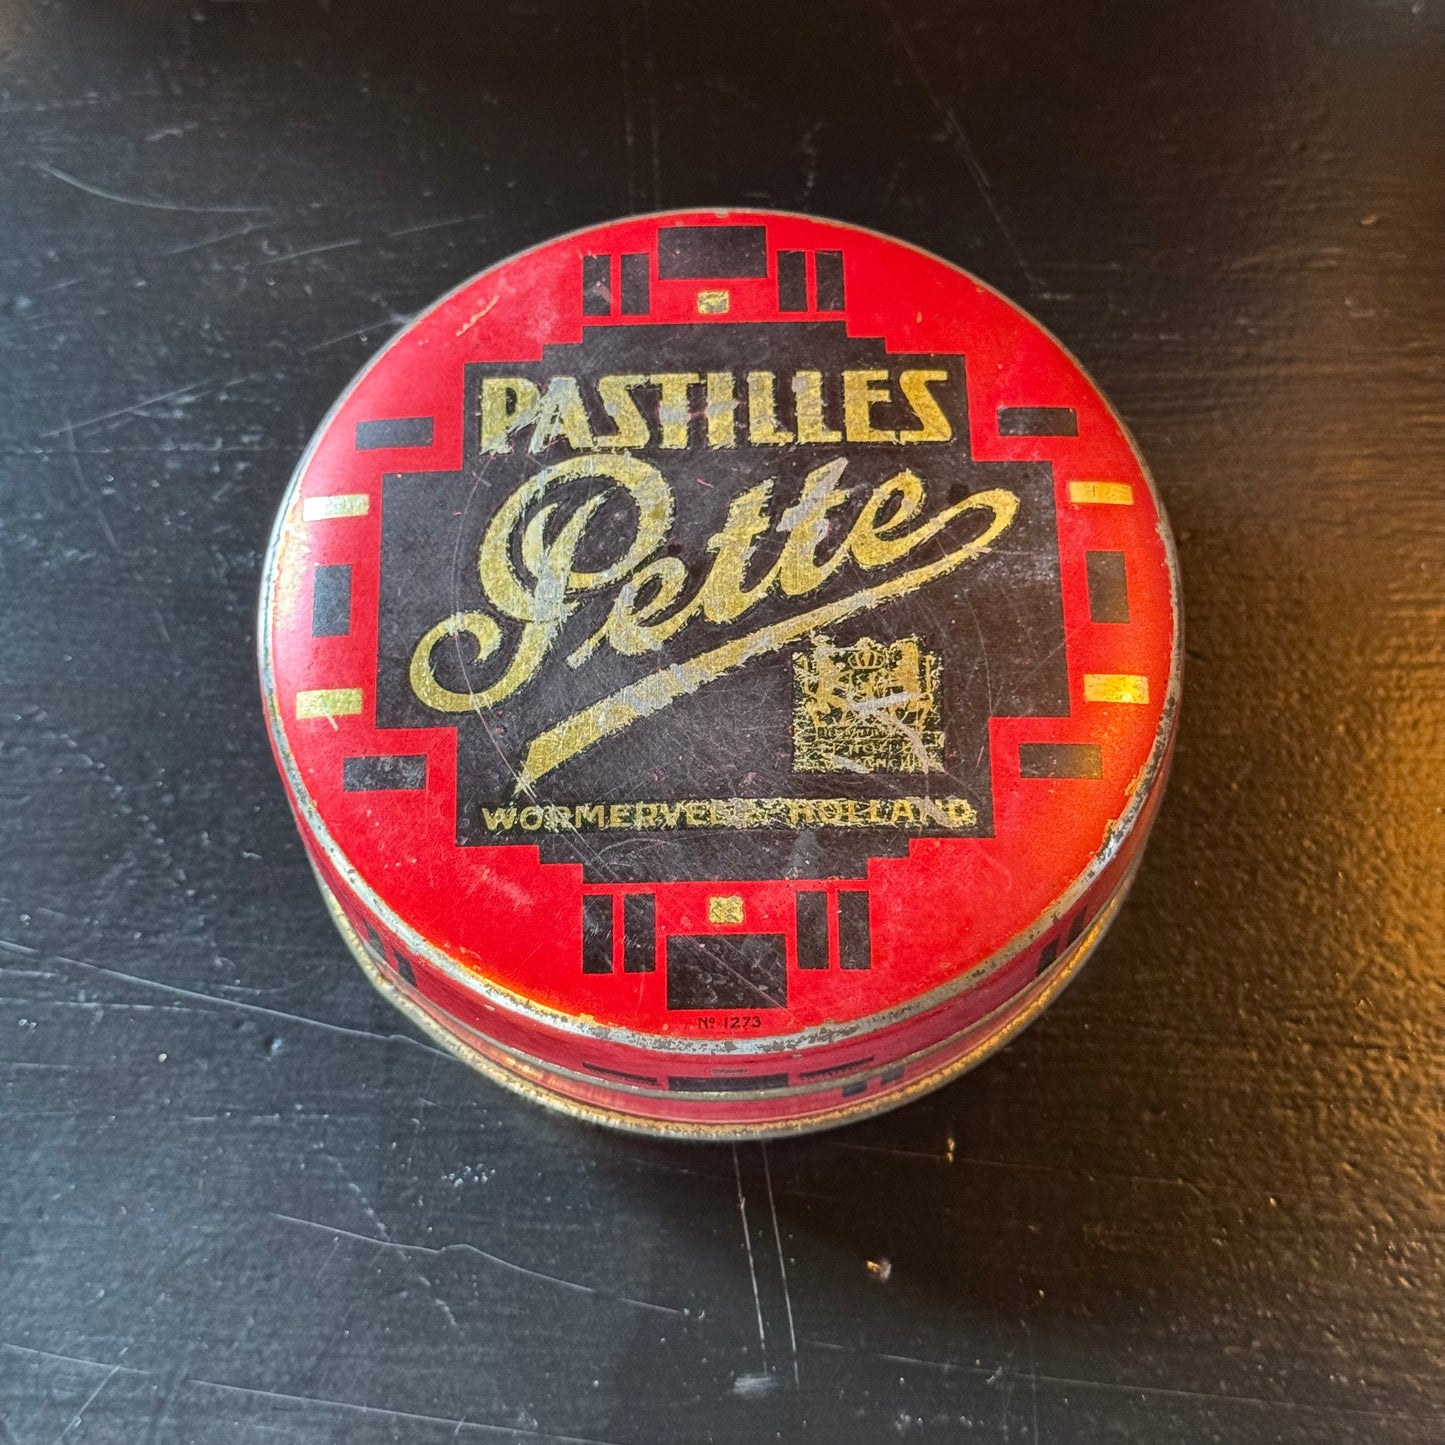 PASTILLES
Pette
WORMERVEER HOLLAND
Nº 1273